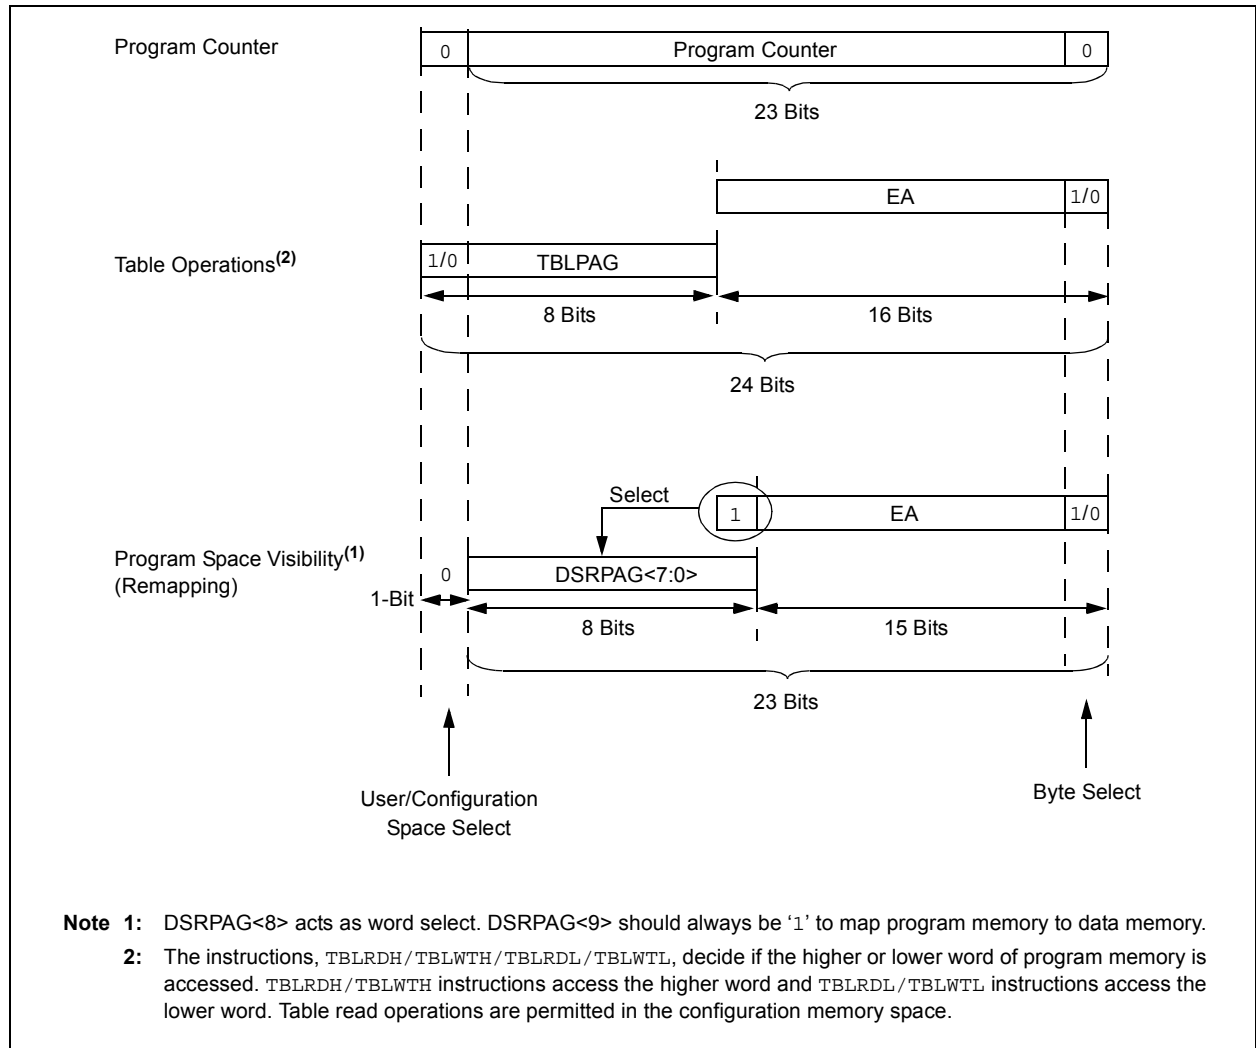 Program Counter
0 Program Counter 0
23 Bits
EA 1/0
Table Operations(2)
1/0 TBLPAG
8 Bits 16 Bits
24 Bits
Select
1 EA 1/0
Program Space Visibility(1)
(Remapping)
0 DSRPAG<7:0>
1-Bit
8 Bits 15 Bits
23 Bits
User/Configuration
Space Select
Byte Select
Note 1: DSRPAG<8> acts as word select. DSRPAG<9> should always be ‘1’ to map program memory to data memory.
2: The instructions, TBLRDH/TBLWTH/TBLRDL/TBLWTL, decide if the higher or lower word of program memory is
accessed. TBLRDH/TBLWTH instructions access the higher word and TBLRDL/TBLWTL instructions access the
lower word. Table read operations are permitted in the configuration memory space.